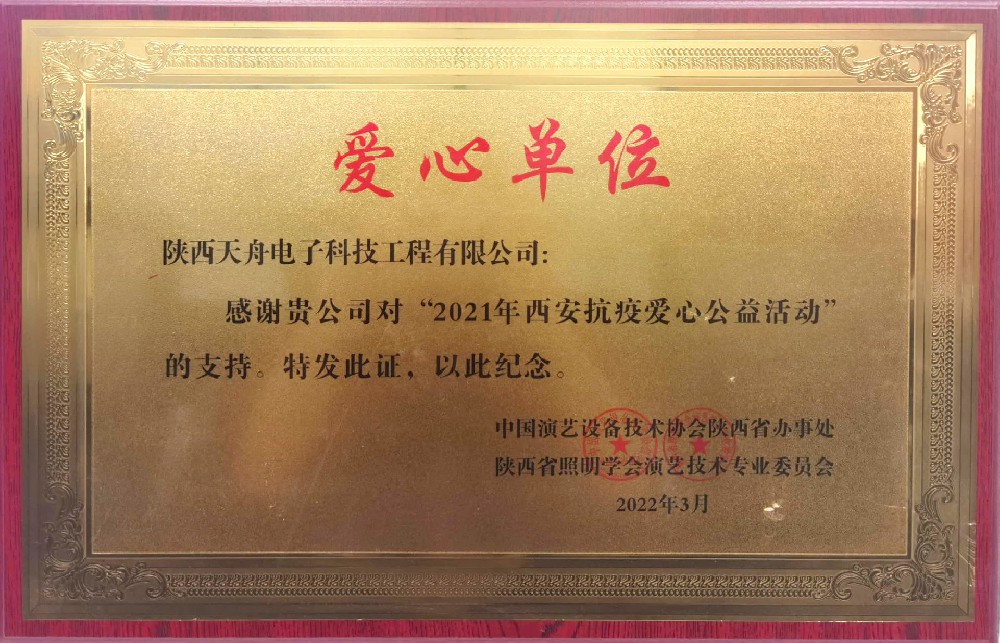 爱心单位
陕西天舟电子科技工程有限公司:
感谢贵公司对“2021年西安抗疫爱心公益活动”
的支持。特发此证，以此纪念。
中国演艺设备技术协会陕西省办事处
陕西省照明学会演艺技术专业委员会
2022年3月